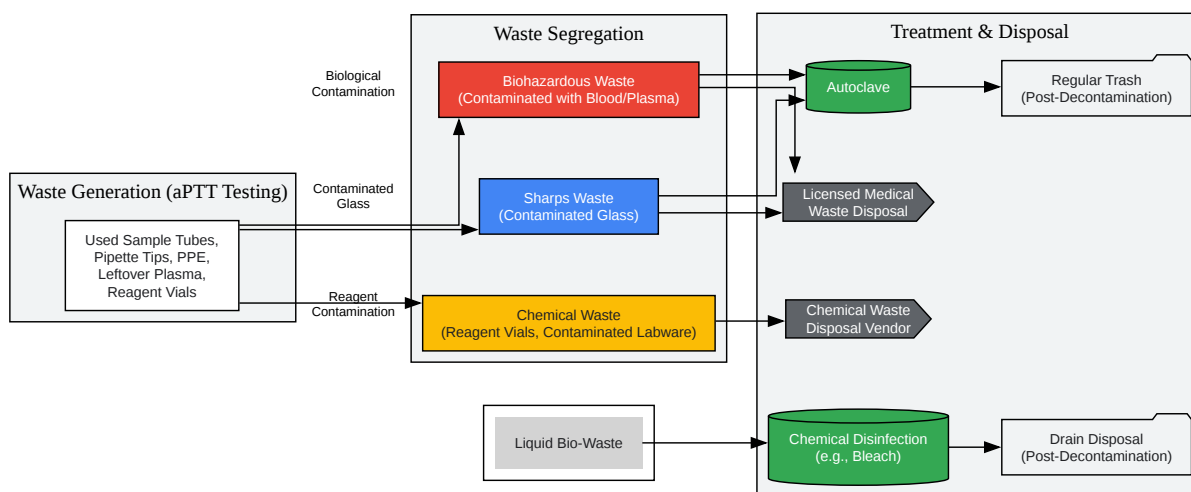 Waste Segregation
Treatment & Disposal
Biological
Contamination
Biohazardous Waste
(Contaminated with Blood/Plasma)
Autoclave
Regular Trash
(Post-Decontamination)
Waste Generation (aPTT Testing)
Contaminated
Glass
Sharps Waste
(Contaminated Glass)
Licensed Medical
Waste Disposal
Used Sample Tubes,
Pipette Tips, PPE,
Leftover Plasma,
Reagent Vials
Reagent
Contamination
Chemical Waste
(Reagent Vials, Contaminated Labware)
Chemical Waste
Disposal Vendor
Liquid Bio-Waste
Chemical Disinfection
(e.g., Bleach)
Drain Disposal
(Post-Decontamination)